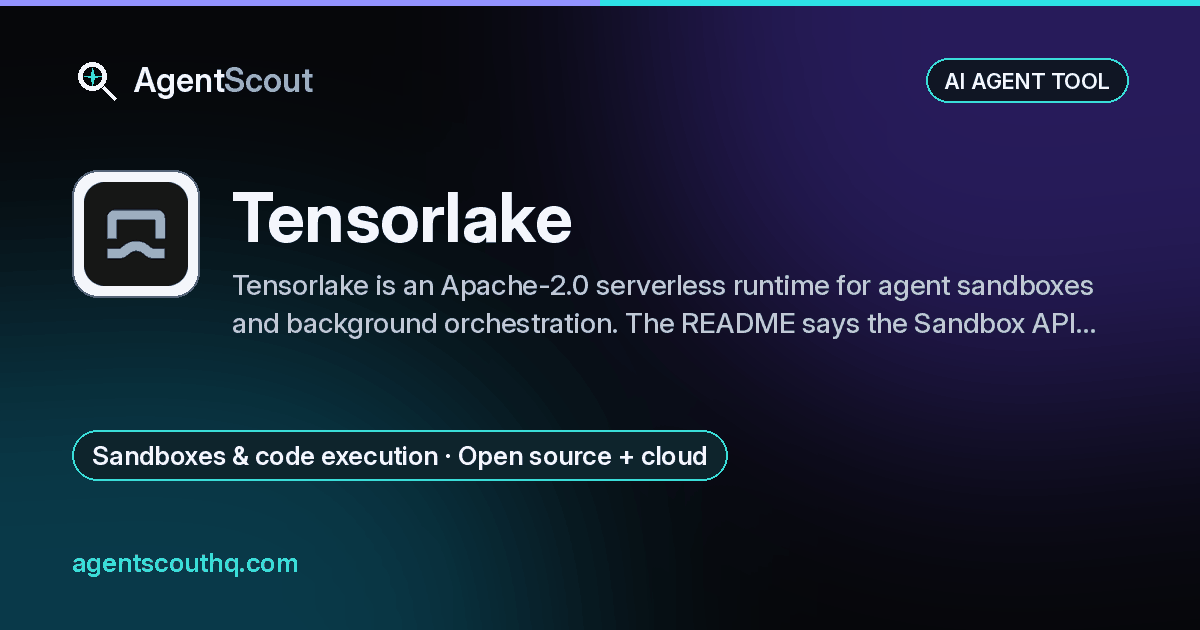 AgentScout
AI AGENT TOOL
Tensorlake
Tensorlake is an Apache-2.0 serverless runtime for agent sandboxes
and background orchestration. The README says the Sandbox API...
Sandboxes & code execution · Open source + cloud
agentscouthq.com